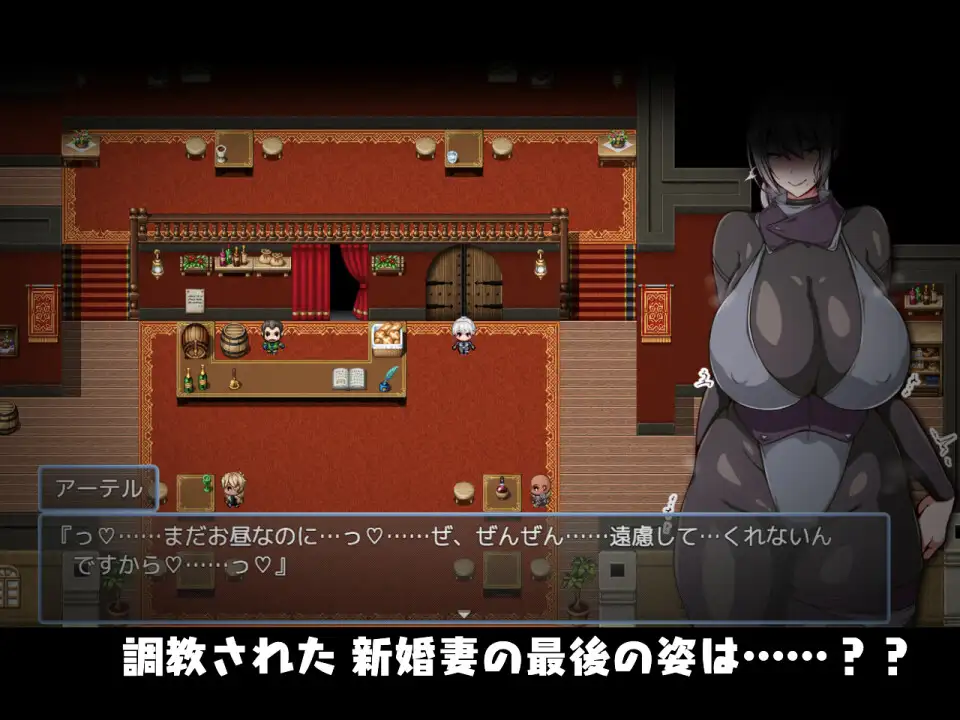 アーテル
『っ♡……まだお昼なのに…っ♡……ぜ、ぜんぜん……遠慮して…くれないん
ですから♡……っ♡』
調教された 新婚妻の最後の姿は……？？